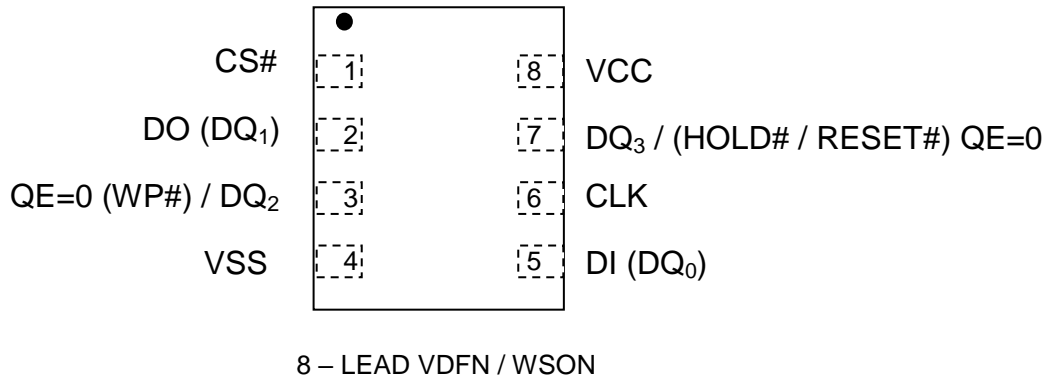 CS# 1 8 VCC
DO (DQ₁) 2 7 DQ₃ / (HOLD# / RESET#) QE=0
QE=0 (WP#) / DQ₂ 3 6 CLK
VSS 4 5 DI (DQ₀)
8 – LEAD VDFN / WSON